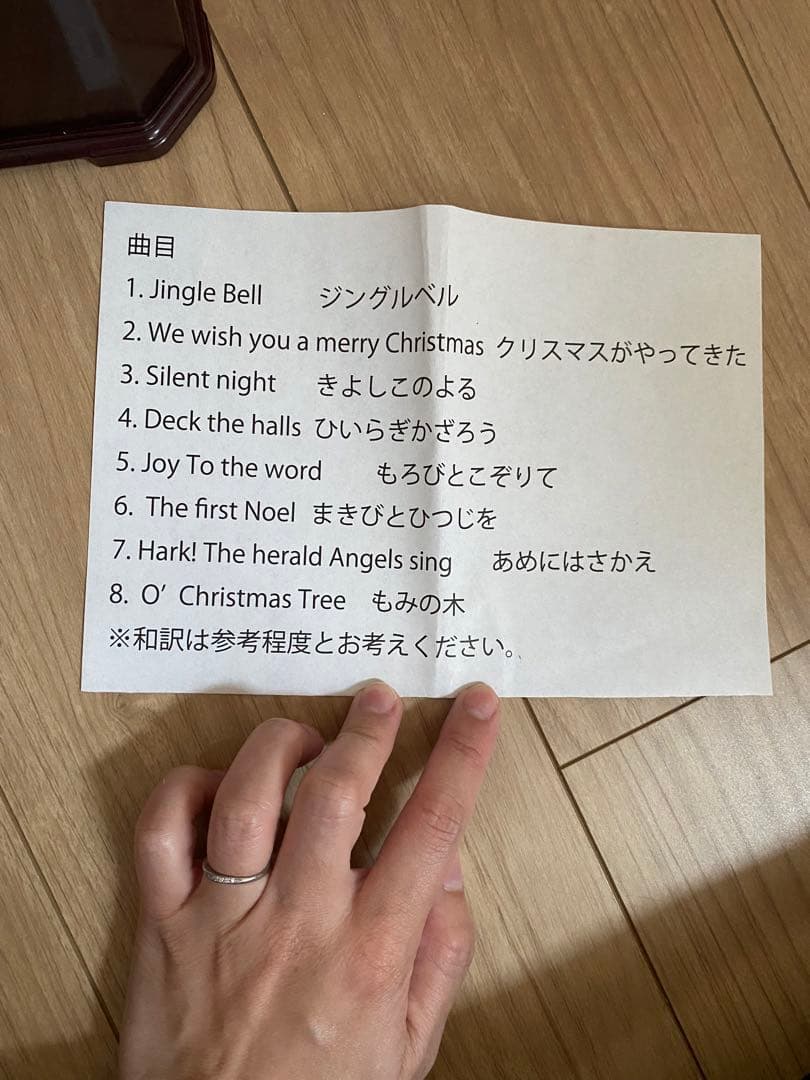 曲目
1. Jingle Bell ジングルベル
2. We wish you a merry Christmas クリスマスがやってきた
3. Silent night きよしこのよる
4. Deck the halls ひいらぎかざろう
5. Joy To the word もろびとこぞりて
6. The first Noel まきびとひつじを
7. Hark! The herald Angels sing あめにはさかえ
8. O’ Christmas Tree もみの木
※和訳は参考程度とお考えください。